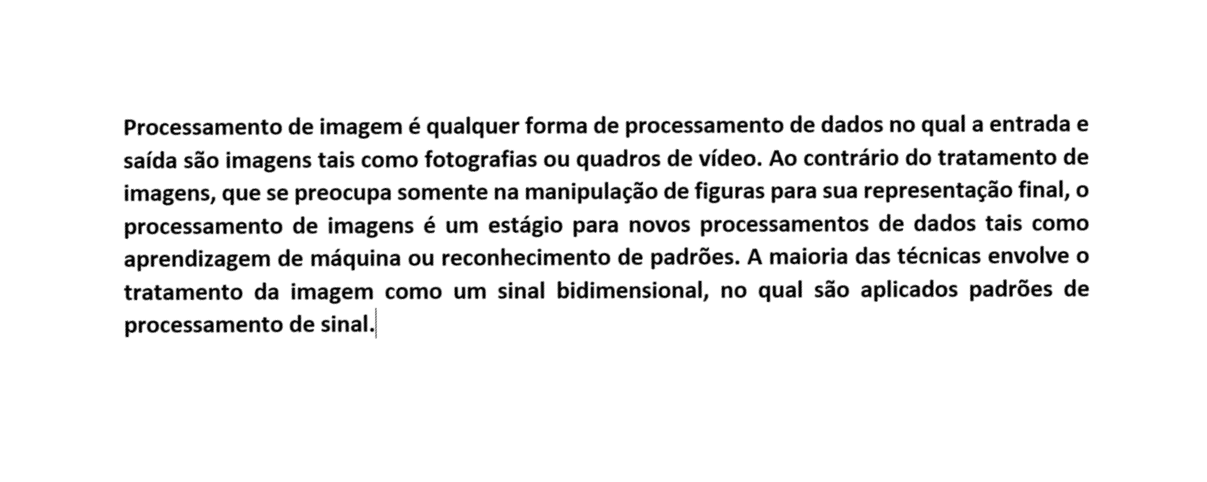 Processamento de imagem é qualquer forma de processamento de dados no qual a entrada e
saída são imagens tais como fotografias ou quadros de vídeo. Ao contrário do tratamento de
imagens, que se preocupa somente na manipulação de figuras para sua representação final, o
processamento de imagens é um estágio para novos processamentos de dados tais como
aprendizagem de máquina ou reconhecimento de padrões. A maioria das técnicas envolve o
tratamento da imagem como um sinal bidimensional, no qual são aplicados padrões de
processamento de sinal.